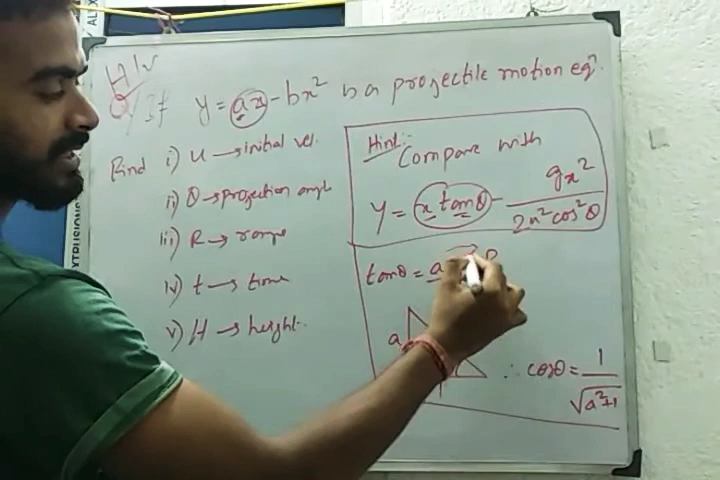 H/w
Q/ If y = ax - bx² is a projectile motion eqⁿ.
Find i) u → initial vel.
ii) θ → projection angle
iii) R → range
iv) t → time
v) H → height.
Hint:-
Compare with
y = x tanθ - gx² / 2u²cos²θ
tanθ = a
a
∴ cosθ = 1 / √a²+1